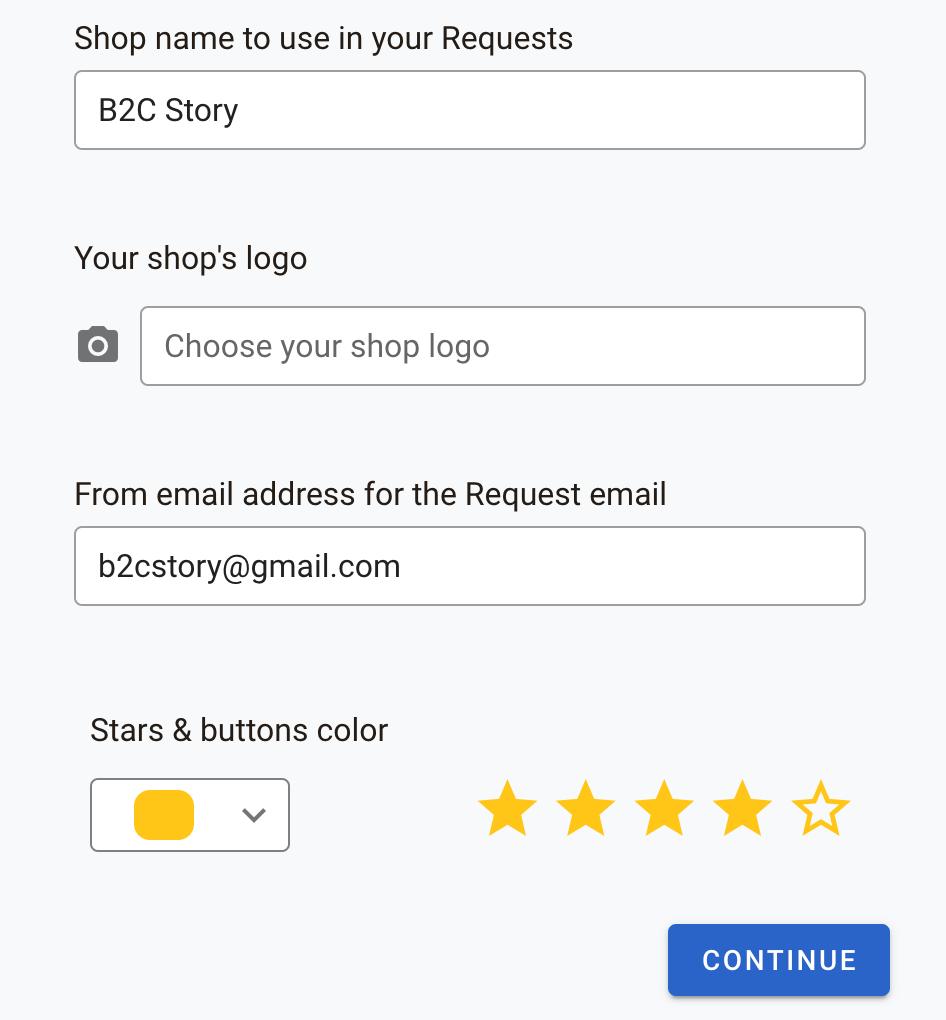 Shop name to use in your Requests
B2C Story
Your shop's logo
Choose your shop logo
From email address for the Request email
b2cstory@gmail.com
Stars & buttons color
CONTINUE